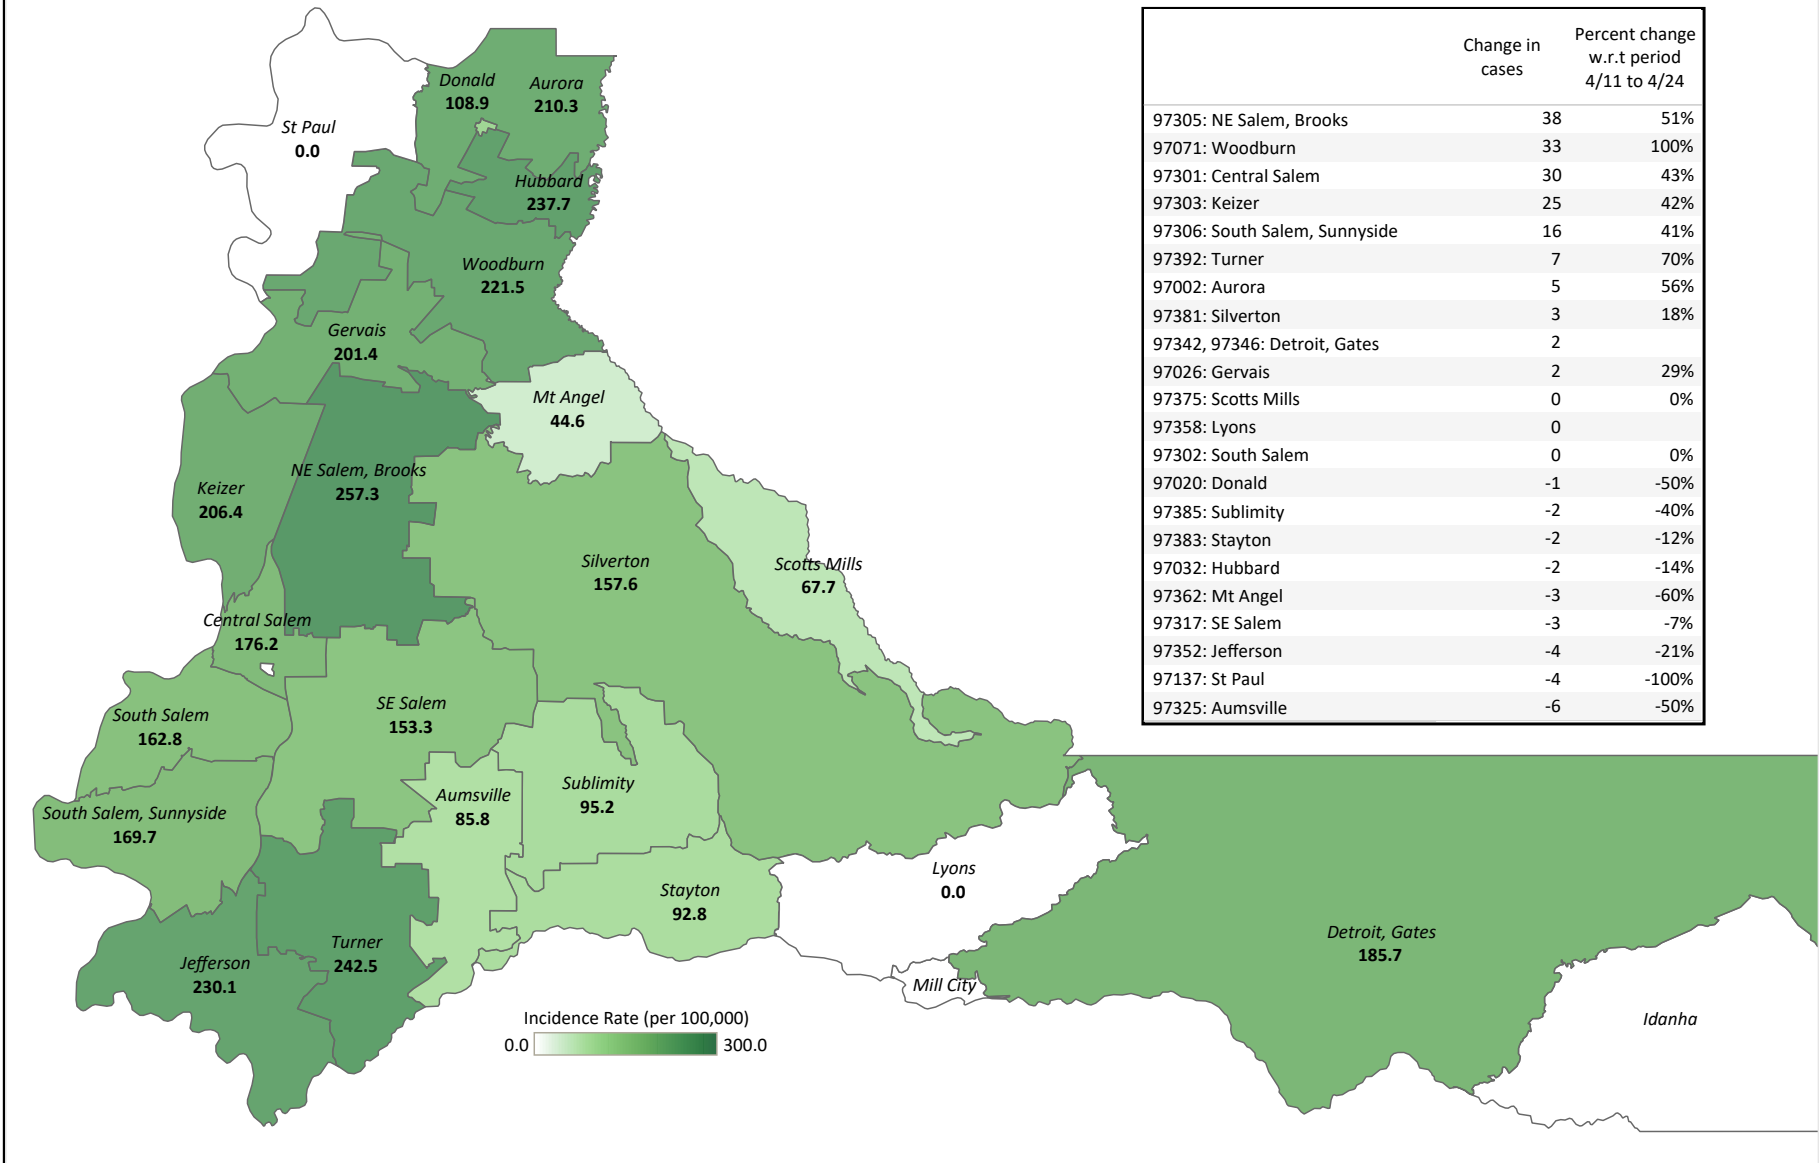 Donald
108.9
Aurora
210.3
St Paul
0.0
Hubbard
237.7
Woodburn
221.5
Gervais
201.4
Mt Angel
44.6
NE Salem, Brooks
257.3
Keizer
206.4
Silverton
157.6
Scotts Mills
67.7
Central Salem
176.2
SE Salem
153.3
South Salem
162.8
Sublimity
95.2
Aumsville
85.8
South Salem, Sunnyside
169.7
Lyons
0.0
Stayton
92.8
Detroit, Gates
185.7
Turner
242.5
Jefferson
230.1
Mill City
Idanha
Incidence Rate (per 100,000)
0.0 300.0
Change in
cases
Percent change
w.r.t period
4/11 to 4/24
97305: NE Salem, Brooks 38 51%
97071: Woodburn 33 100%
97301: Central Salem 30 43%
97303: Keizer 25 42%
97306: South Salem, Sunnyside 16 41%
97392: Turner 7 70%
97002: Aurora 5 56%
97381: Silverton 3 18%
97342, 97346: Detroit, Gates 2
97026: Gervais 2 29%
97375: Scotts Mills 0 0%
97358: Lyons 0
97302: South Salem 0 0%
97020: Donald -1 -50%
97385: Sublimity -2 -40%
97383: Stayton -2 -12%
97032: Hubbard -2 -14%
97362: Mt Angel -3 -60%
97317: SE Salem -3 -7%
97352: Jefferson -4 -21%
97137: St Paul -4 -100%
97325: Aumsville -6 -50%